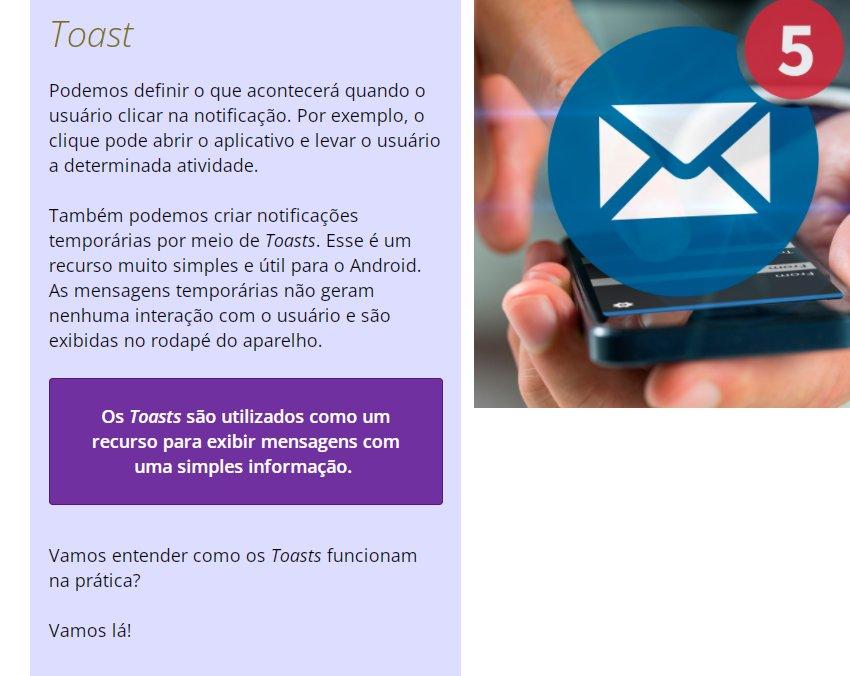 Toast
Podemos definir o que acontecerá quando o
usuário clicar na notificação. Por exemplo, o
clique pode abrir o aplicativo e levar o usuário
a determinada atividade.
Também podemos criar notificações
temporárias por meio de Toasts. Esse é um
recurso muito simples e útil para o Android.
As mensagens temporárias não geram
nenhuma interação com o usuário e são
exibidas no rodapé do aparelho.
Os Toasts são utilizados como um
recurso para exibir mensagens com
uma simples informação.
Vamos entender como os Toasts funcionam
na prática?
Vamos lá!
5
To
From
From